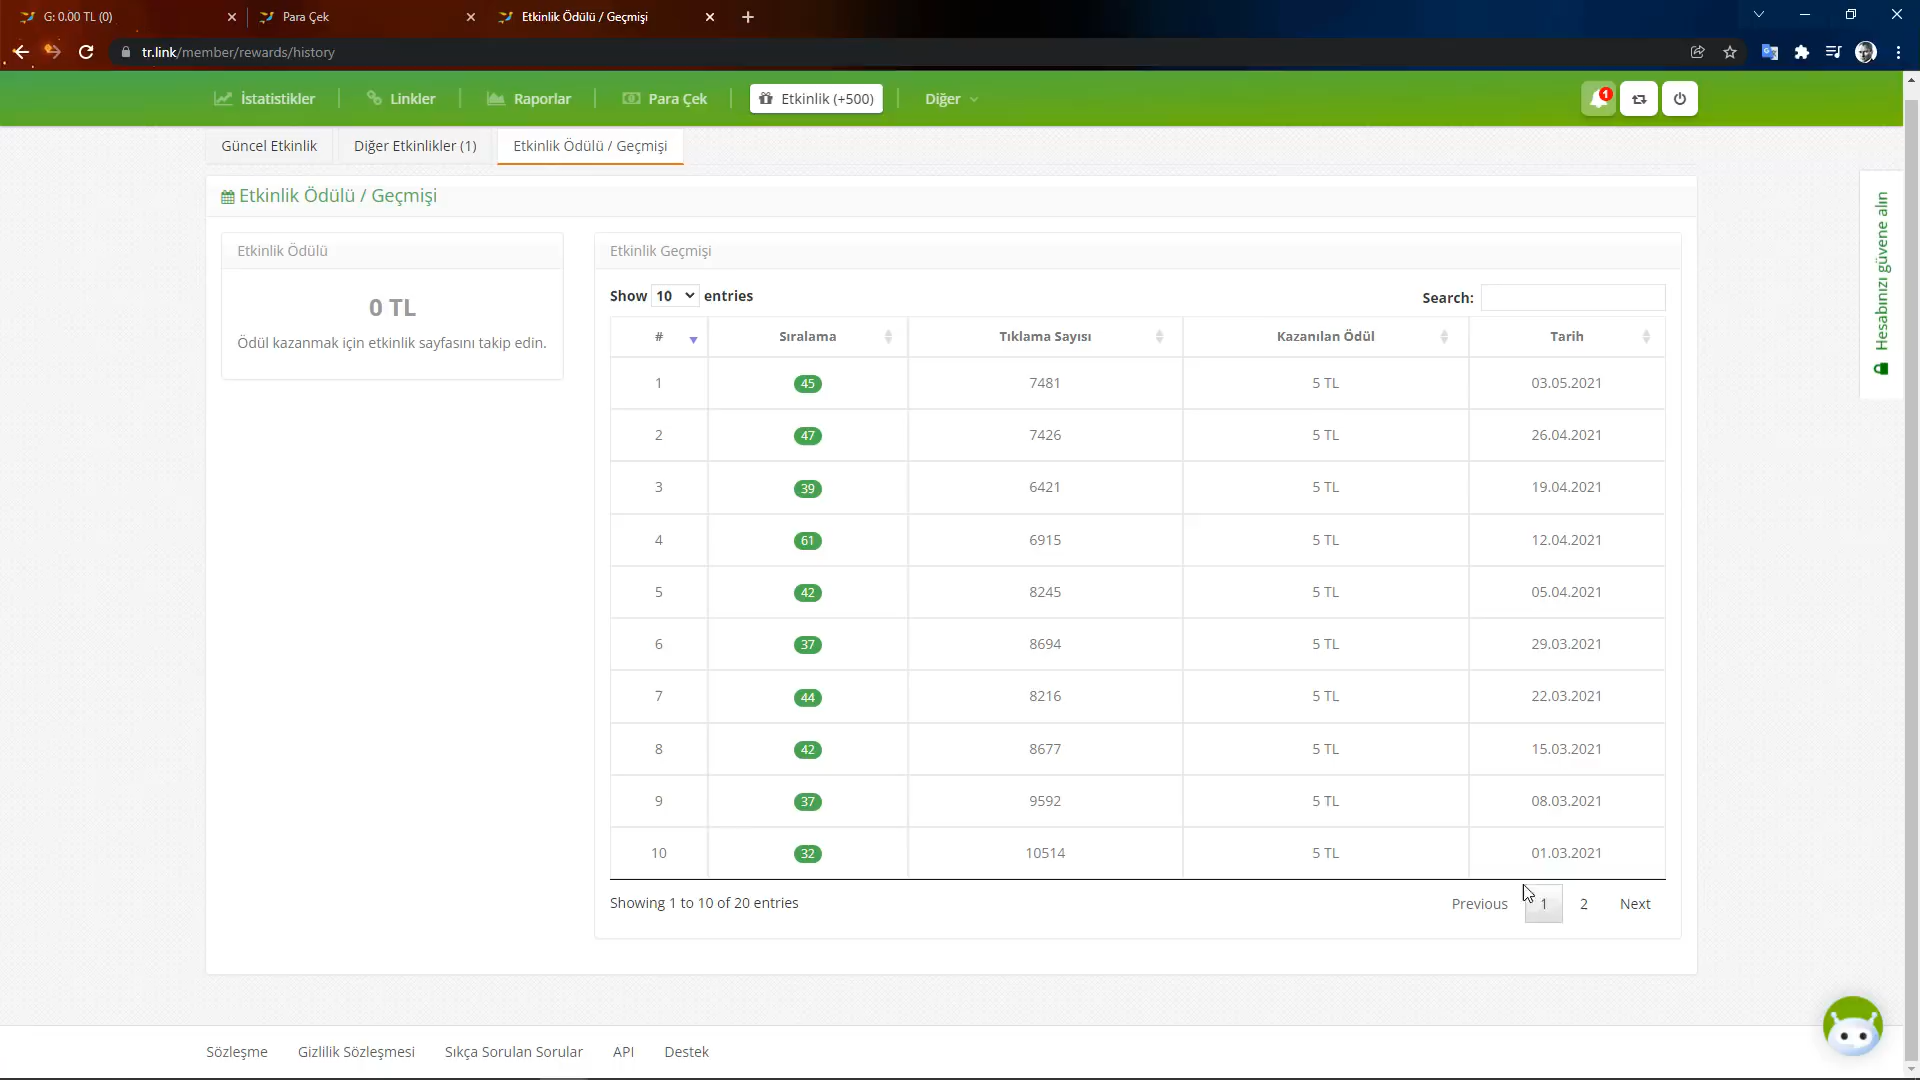 G: 0.00 TL (0)
Para Çek
Etkinlik Ödülü / Geçmişi
tr.link/member/rewards/history
İstatistikler
Linkler
Raporlar
Para Çek
Etkinlik (+500)
Diğer
1
Güncel Etkinlik
Diğer Etkinlikler (1)
Etkinlik Ödülü / Geçmişi
Etkinlik Ödülü / Geçmişi
Hesabınızı güvene alın
Etkinlik Ödülü
0 TL
Ödül kazanmak için etkinlik sayfasını takip edin.
Etkinlik Geçmişi
Show 10 entries
Search:
# Sıralama Tıklama Sayısı Kazanılan Ödül Tarih
1 45 7481 5 TL 03.05.2021
2 47 7426 5 TL 26.04.2021
3 39 6421 5 TL 19.04.2021
4 61 6915 5 TL 12.04.2021
5 42 8245 5 TL 05.04.2021
6 37 8694 5 TL 29.03.2021
7 44 8216 5 TL 22.03.2021
8 42 8677 5 TL 15.03.2021
9 37 9592 5 TL 08.03.2021
10 32 10514 5 TL 01.03.2021
Showing 1 to 10 of 20 entries
Previous 1 2 Next
Sözleşme
Gizlilik Sözleşmesi
Sıkça Sorulan Sorular
API
Destek